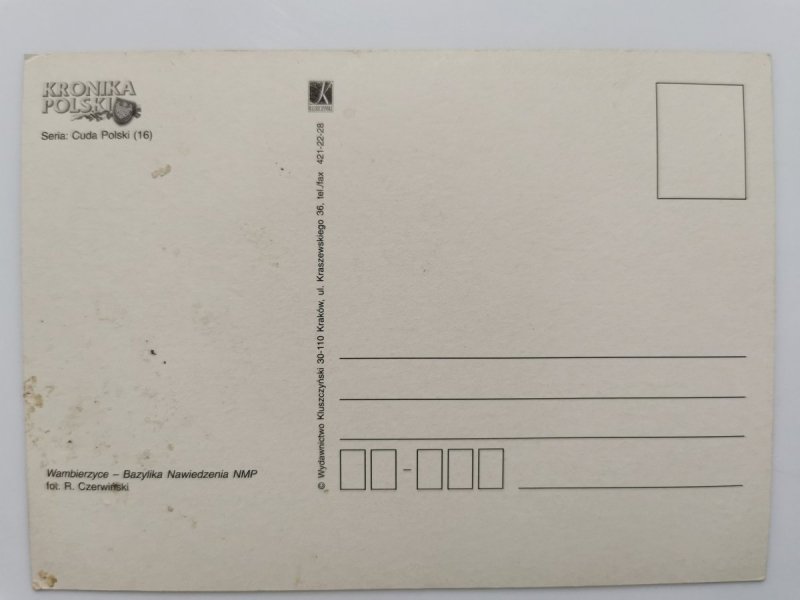 KRONIKA
POLSKI
Seria: Cuda Polski (16)
K
© Wydawnictwo Kluszczyński 30-110 Kraków, ul. Kraszewskiego 36, tel./fax 421-22-28
Wambierzyce – Bazylika Nawiedzenia NMP
fot. R. Czerwiński